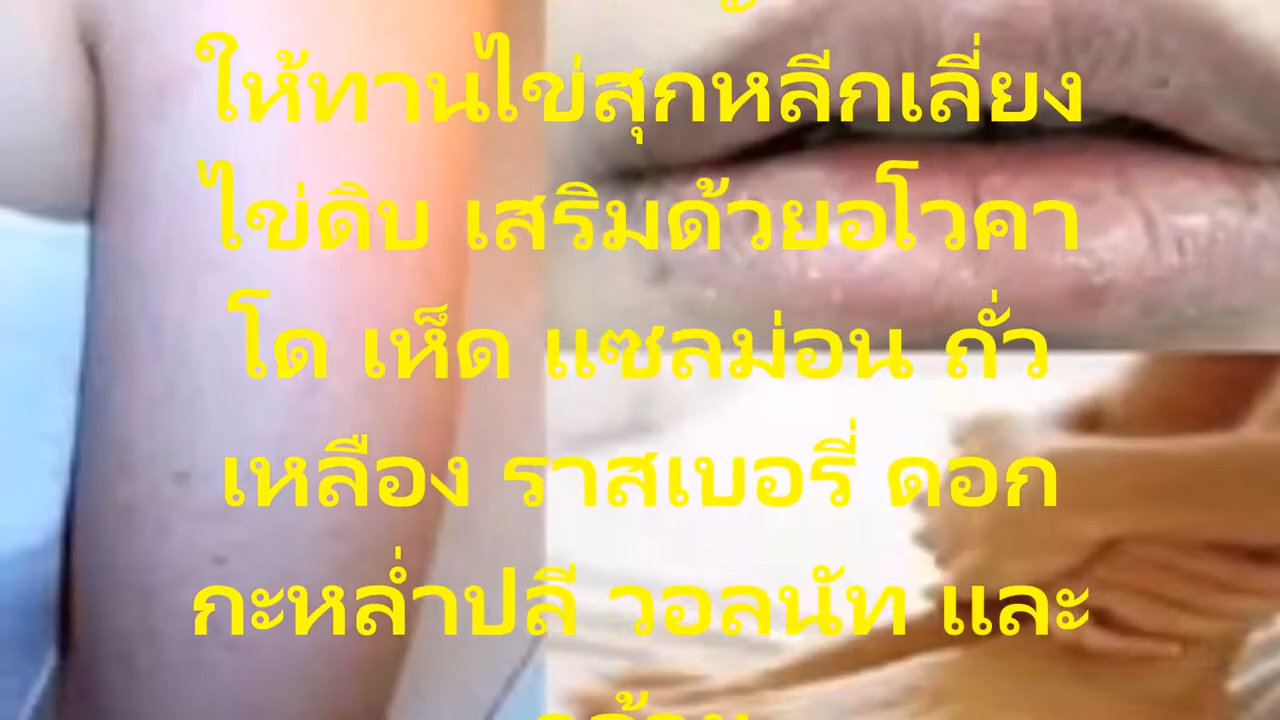 ให้ทานไข่สุกหลีกเลี่ยง
ไข่ดิบ เสริมด้วยอโวคา
โด เห็ด แซลม่อน ถั่ว
เหลือง ราสเบอรี่ ดอก
กะหล่ำปลี วอลนัท และ